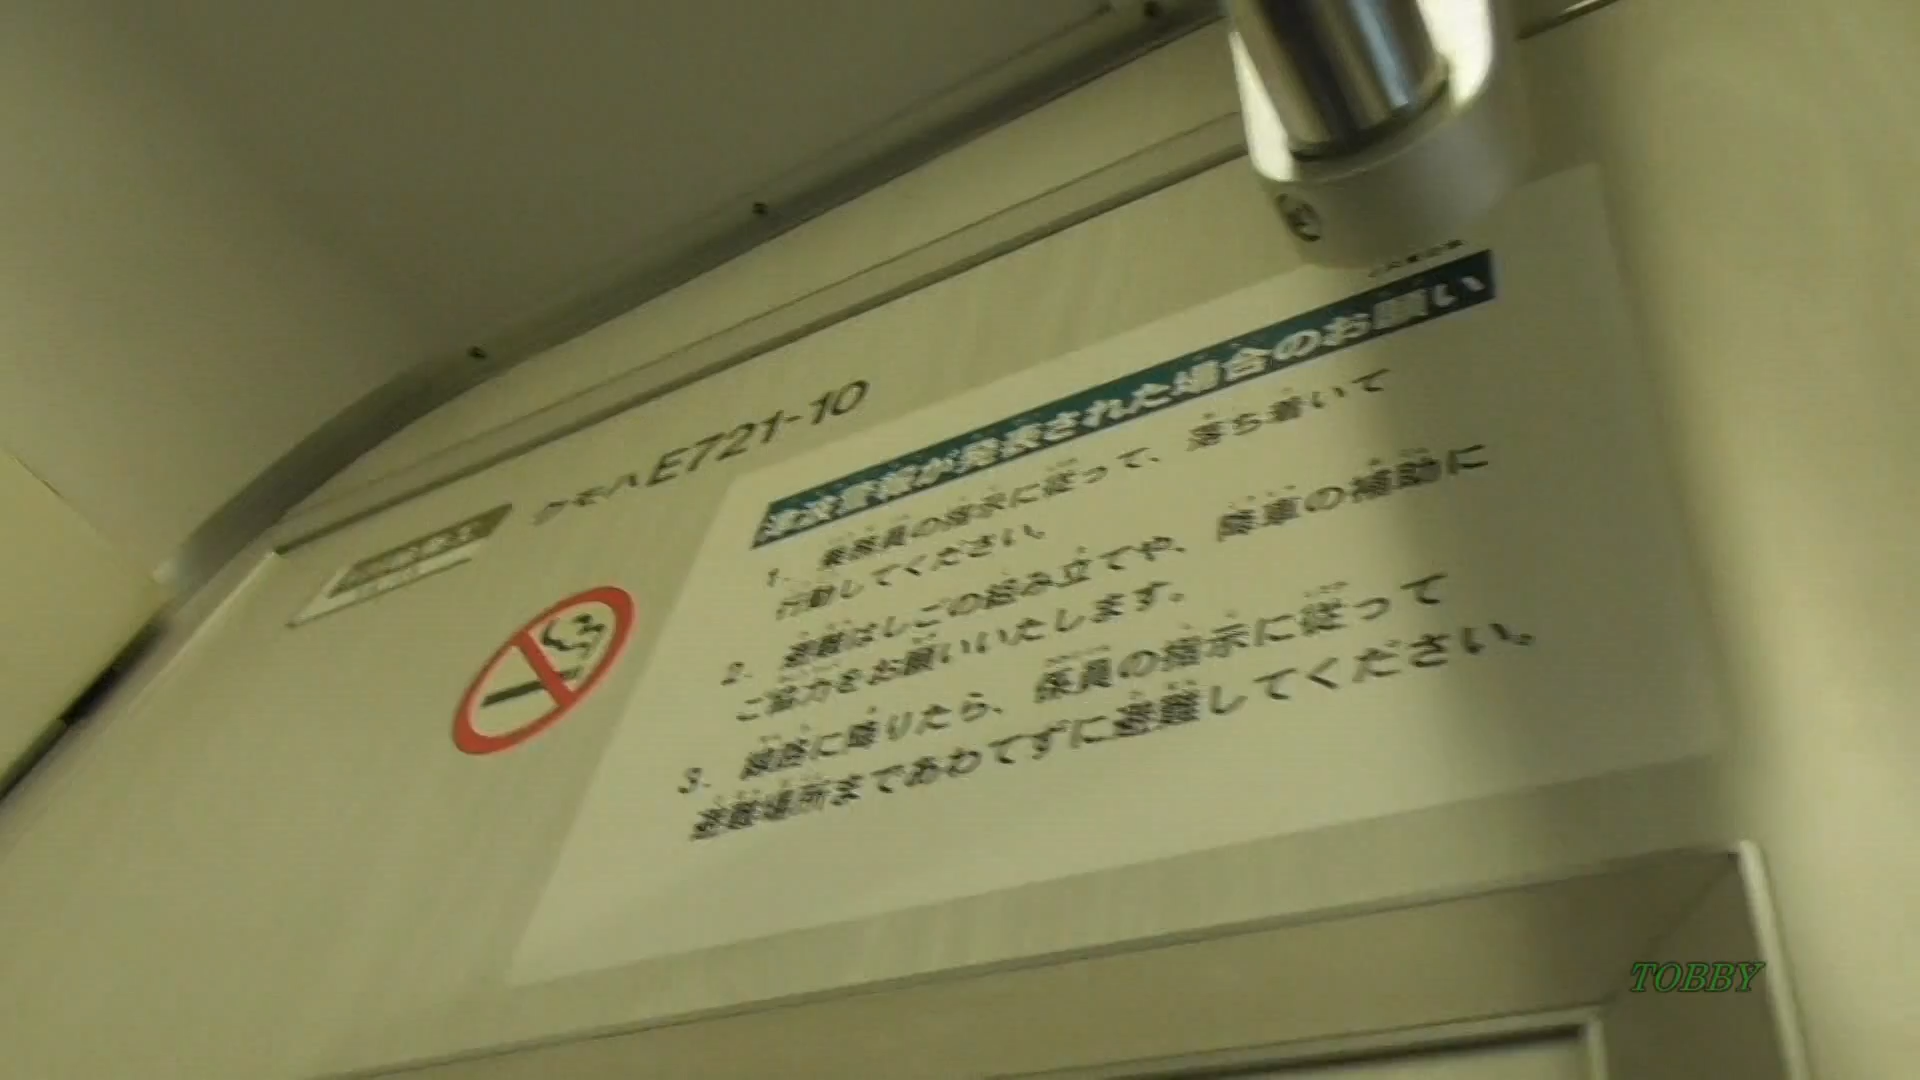 クモハE721-10
津波警報が発表された場合のお願い
1. 乗務員の指示に従って、落ち着いて
行動してください。
2. 避難はしごの組み立てや、降車の補助に
ご協力をお願いいたします。
3. 線路に降りたら、係員の指示に従って
避難場所まであわてずに避難してください。
TOBBY